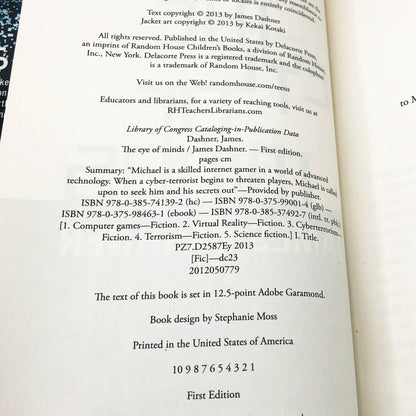 of locales is entirely coincidental.
Text copyright © 2013 by James Dashner
Jacket art copyright © 2013 by Kekai Kotaki
All rights reserved. Published in the United States by Delacorte Press,
an imprint of Random House Children's Books, a division of Random House,
Inc., New York. Delacorte Press is a registered trademark and the colophon
is a trademark of Random House, Inc.
Visit us on the Web! randomhouse.com/teens
Educators and librarians, for a variety of teaching tools, visit us at
RHTeachersLibrarians.com
Library of Congress Cataloging-in-Publication Data
Dashner, James.
The eye of minds / James Dashner. — First edition.
pages cm
Summary: "Michael is a skilled internet gamer in a world of advanced
technology. When a cyber-terrorist begins to threaten players, Michael is called
upon to seek him and his secrets out"—Provided by publisher.
ISBN 978-0-385-74139-2 (hc) — ISBN 978-0-375-99001-4 (glb) —
ISBN 978-0-375-98463-1 (ebook) — ISBN 978-0-385-37492-7 (intl. tr. pbk.)
[1. Computer games—Fiction. 2. Virtual Reality—Fiction. 3. Cyberterrorism—
Fiction. 4. Terrorism—Fiction. 5. Science fiction.] I. Title.
PZ7.D2587Ey 2013
[Fic]—dc23
2012050779
The text of this book is set in 12.5-point Adobe Garamond.
Book design by Stephanie Moss
Printed in the United States of America
10 9 8 7 6 5 4 3 2 1
First Edition
to M